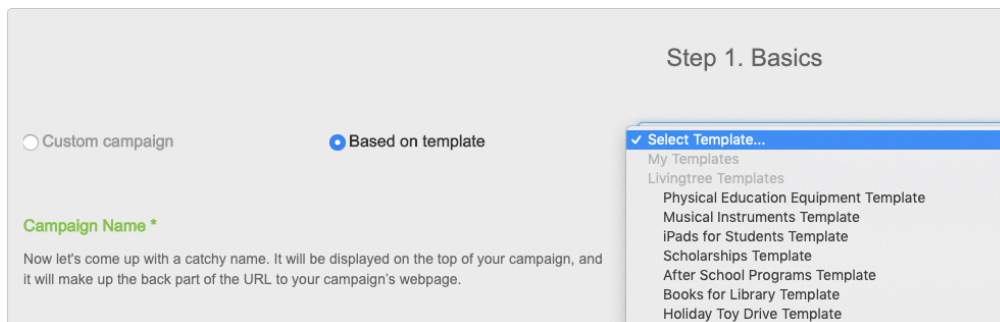 Step 1. Basics
Custom campaign
Based on template
✓ Select Template...
My Templates
Livingtree Templates
Physical Education Equipment Template
Musical Instruments Template
iPads for Students Template
Scholarships Template
After School Programs Template
Books for Library Template
Holiday Toy Drive Template
Campaign Name *
Now let's come up with a catchy name. It will be displayed on the top of your campaign, and
it will make up the back part of the URL to your campaign's webpage.